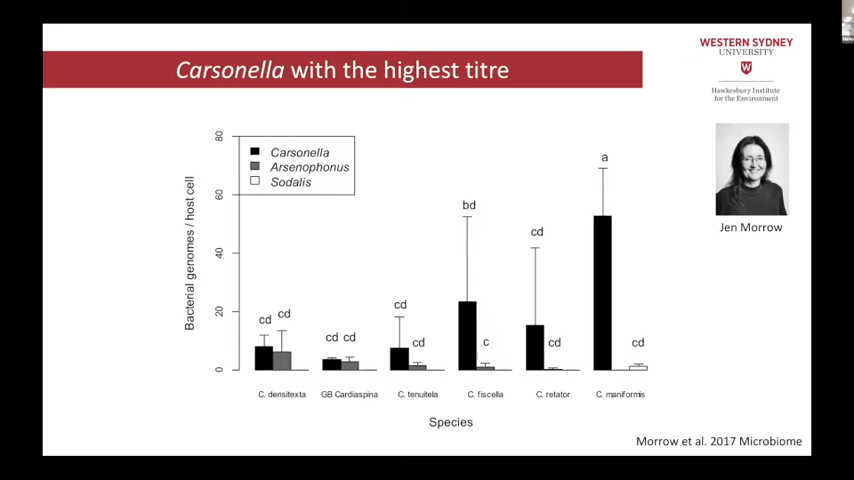 WESTERN SYDNEY
UNIVERSITY
W
Hawkesbury Institute
for the Environment
Carsonella with the highest titre
Jen Morrow
Bacterial genomes / host cell
80
60
40
20
0
Carsonella
Arsenophonus
Sodalis
cd
cd
cd cd
cd
cd
bd
c
cd
cd
a
cd
C. densitexta
GB Cardiaspina
C. tenuitela
C. fiscella
C. retator
C. maniformis
Species
Morrow et al. 2017 Microbiome